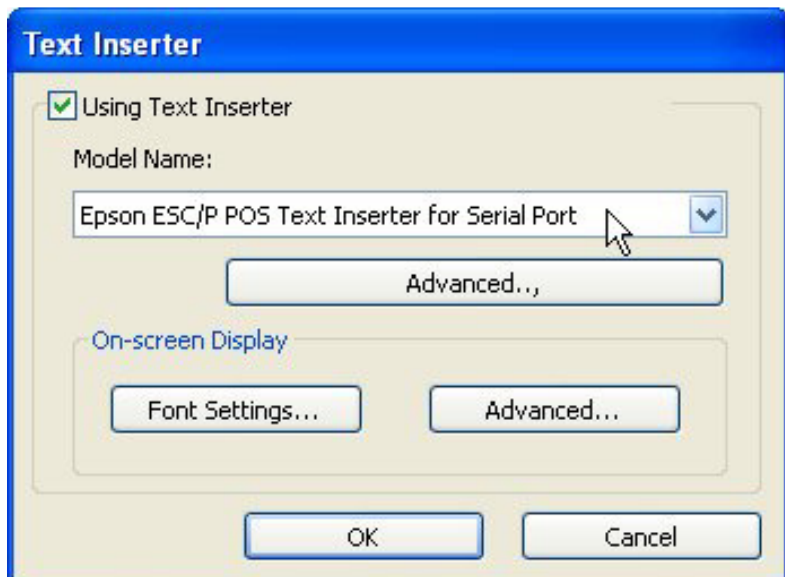 Text Inserter
Using Text Inserter
Model Name:
Epson ESC/P POS Text Inserter for Serial Port
Advanced..,
On-screen Display
Font Settings... Advanced...
OK Cancel